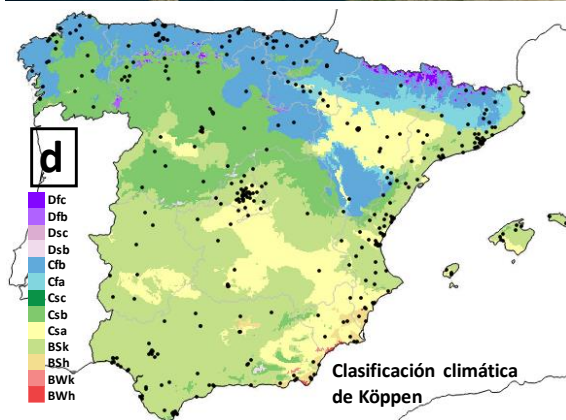 d
Dfc
Dfb
Dsc
Dsb
Cfb
Cfa
Csc
Csb
Csa
BSk
BSh
BWk
BWh
Clasificación climática
de Köppen